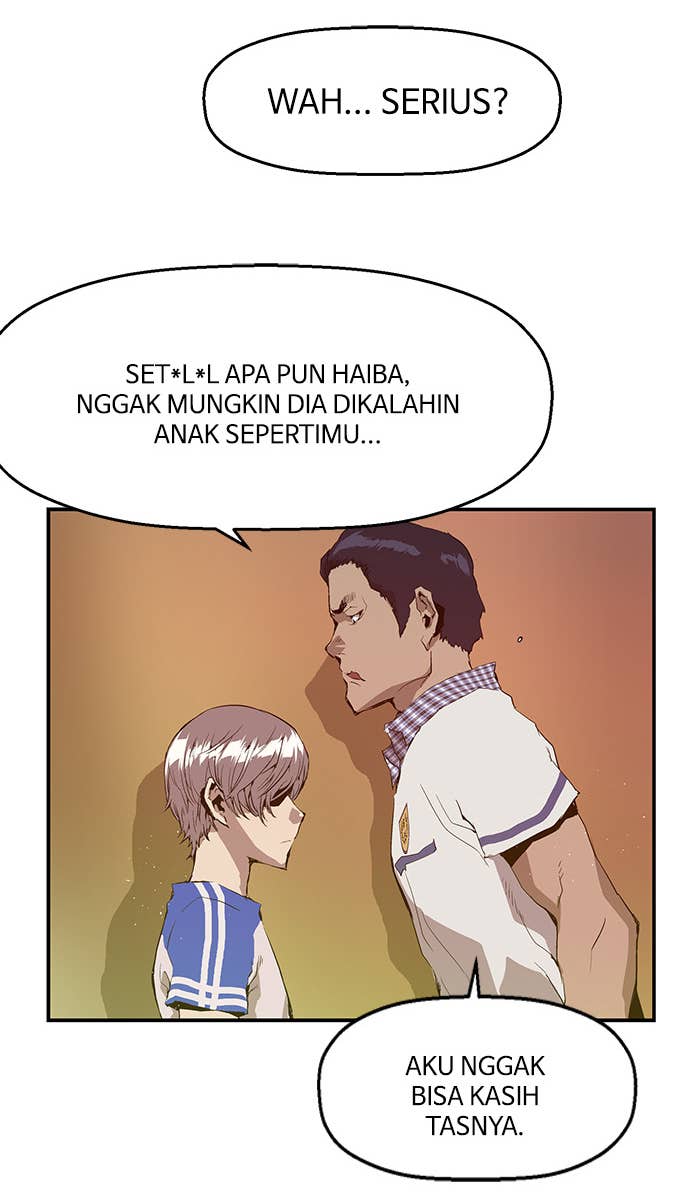 WAH... SERIUS?
SET*L*L APA PUN HAIBA,
NGGAK MUNGKIN DIA DIKALAHIN
ANAK SEPERTIMU...
AKU NGGAK
BISA KASIH
TASNYA.